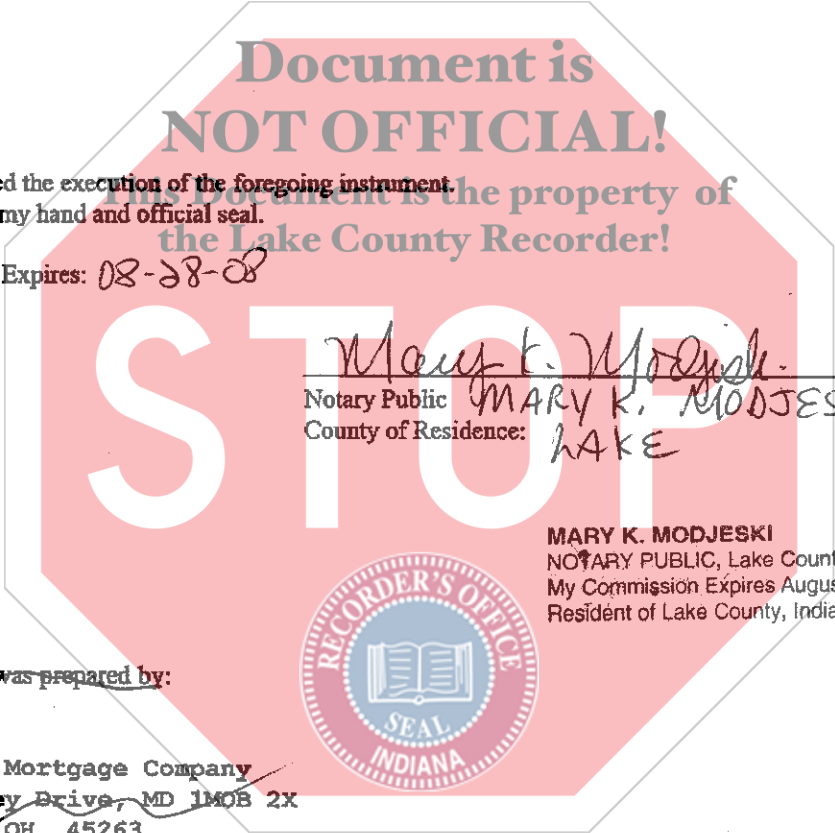 Document is
NOT OFFICIAL!
ed the execution of the foregoing instrument.
This Document is the property of
my hand and official seal.
the Lake County Recorder!
Expires: 08-28-08
STOP
Mary K. Modjeski
Notary Public MARY K. MODJES
County of Residence: LAKE
MARY K. MODJESKI
NOTARY PUBLIC, Lake Count
My Commission Expires Augus
Resident of Lake County, India
RECORDER'S OFFICE
SEAL
INDIANA
was prepared by:
Mortgage Company
ey Drive, MD 1MOB 2X
OH 45263